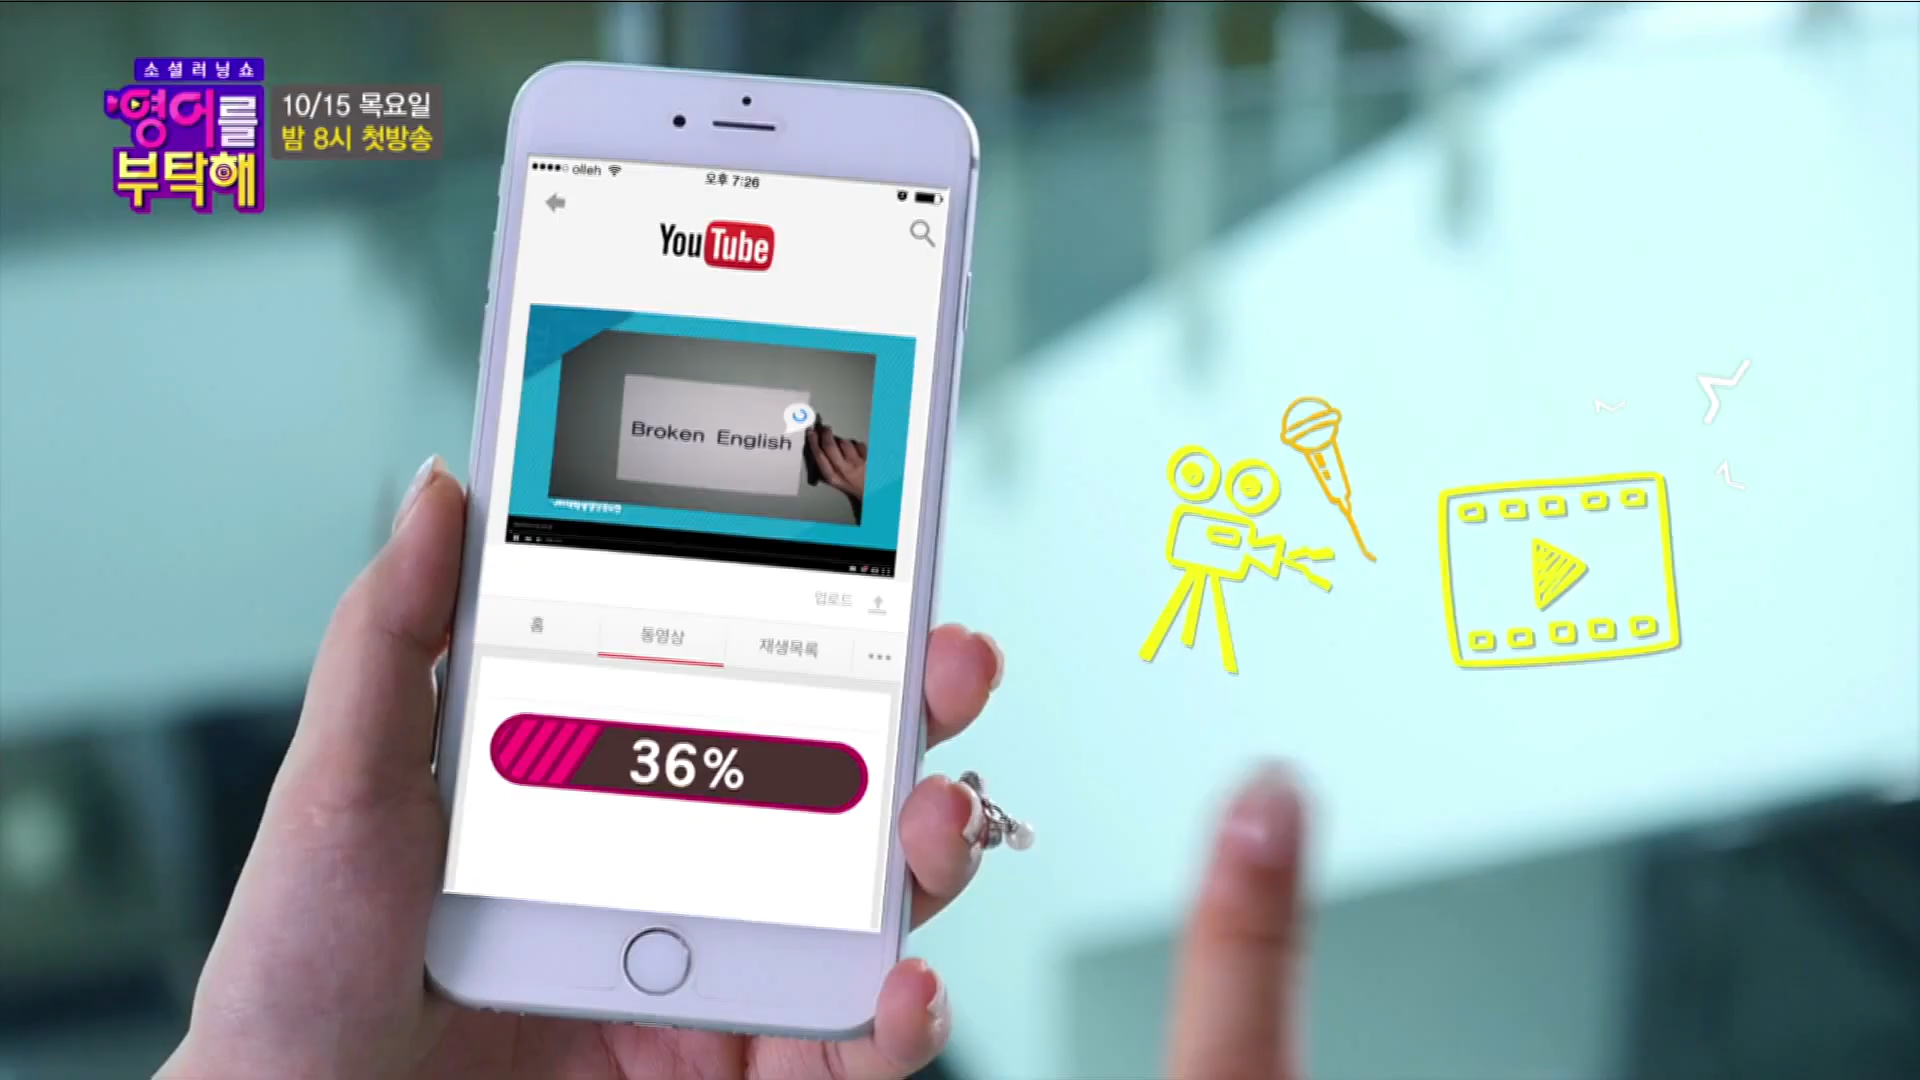 소셜러닝쇼
영어를
부탁해
10/15 목요일
밤 8시 첫방송
olleh
오후 7:26
YouTube
Broken English
업로드
홈
동영상
재생목록
36%